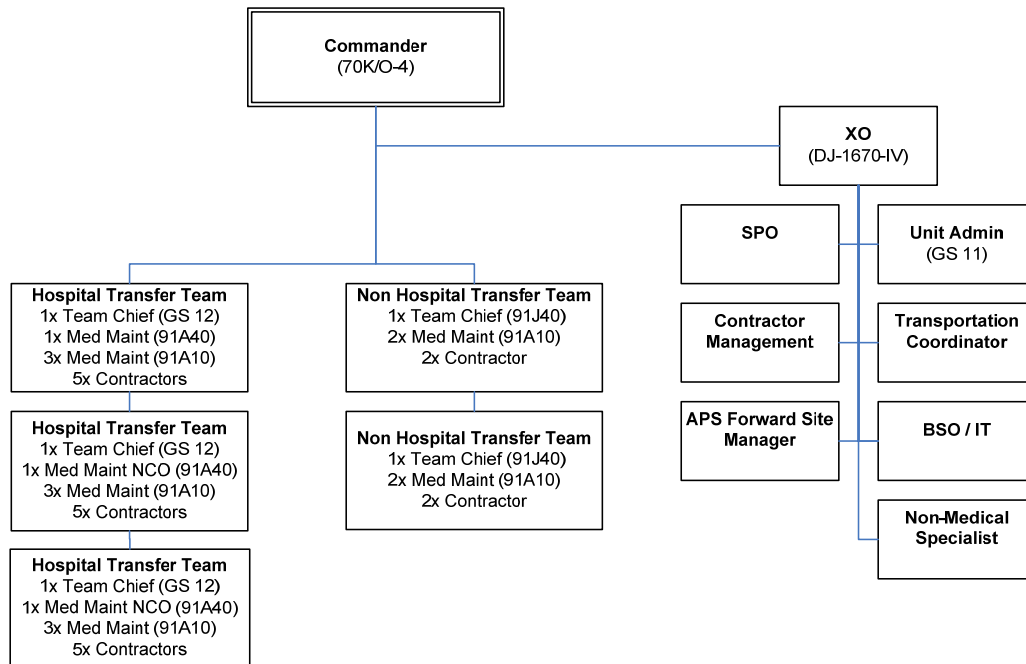 Commander
(70K/O-4)
XO
(DJ-1670-IV)
SPO
Unit Admin
(GS 11)
Contractor
Management
Transportation
Coordinator
APS Forward Site
Manager
BSO / IT
Non-Medical
Specialist
Hospital Transfer Team
1x Team Chief (GS 12)
1x Med Maint (91A40)
3x Med Maint (91A10)
5x Contractors
Hospital Transfer Team
1x Team Chief (GS 12)
1x Med Maint NCO (91A40)
3x Med Maint (91A10)
5x Contractors
Hospital Transfer Team
1x Team Chief (GS 12)
1x Med Maint NCO (91A40)
3x Med Maint (91A10)
5x Contractors
Non Hospital Transfer Team
1x Team Chief (91J40)
2x Med Maint (91A10)
2x Contractor
Non Hospital Transfer Team
1x Team Chief (91J40)
2x Med Maint (91A10)
2x Contractor